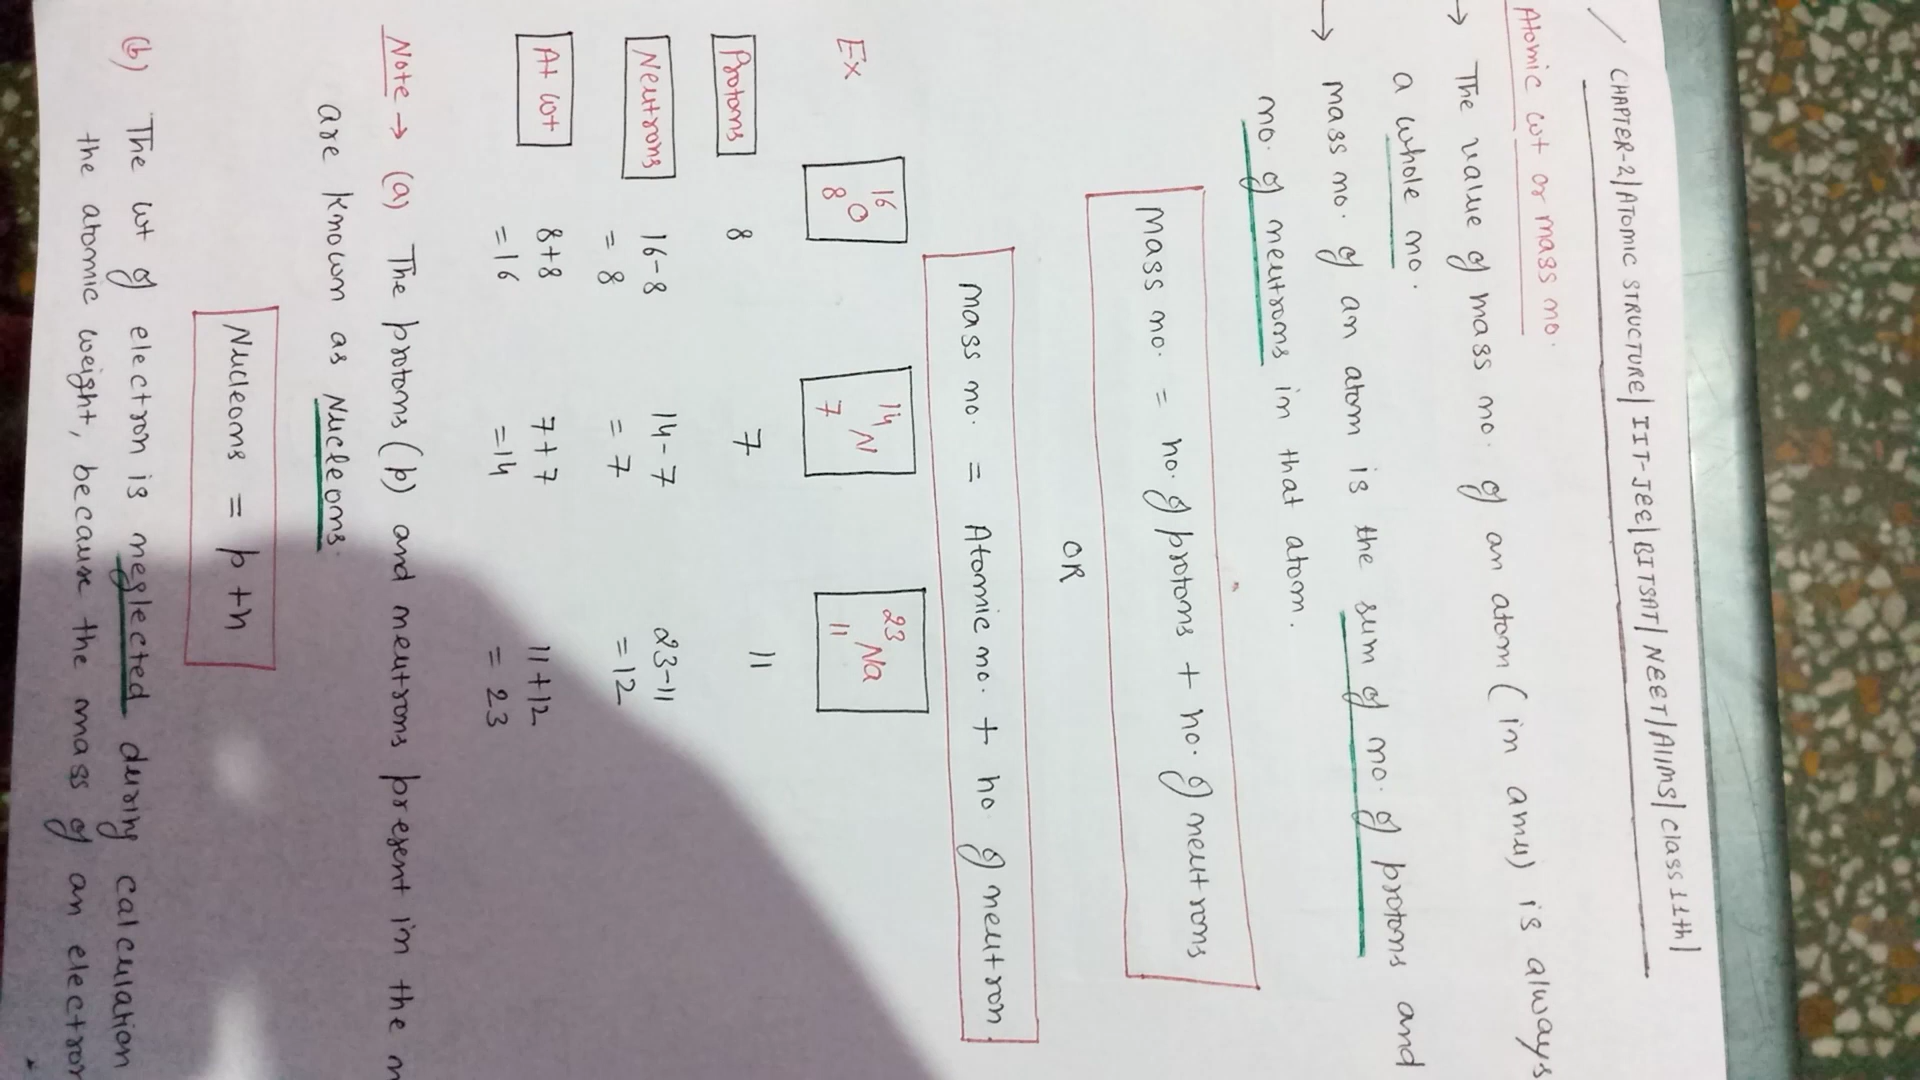 CHAPTER-2/ATOMIC STRUCTURE/IIT-JEE/BITSAT/NEET/AIIMS/Class 11th/
Atomic wt or mass no.
→ The value of mass no. of an atom (in amu) is always
a whole no.
→ mass no. of an atom is the sum of no. of protons and
no. of neutrons in that atom.
mass no. = no. of protons + no. of neutrons
OR
mass no. = Atomic no. + no of neutron.
Ex 16 8 O 14 7 N 23 11 Na
Protons 8 7 11
Neutrons 16-8 14-7 23-11
= 8 = 7 =12
At wt 8+8 7+7 11+12
=16 =14 = 23
Note → (a) The protons (p) and neutrons present in the
are known as Nucleons.
Nucleons = p+n
(b) The wt of electron is neglected during calculation
the atomic weight, because the mass of an electron